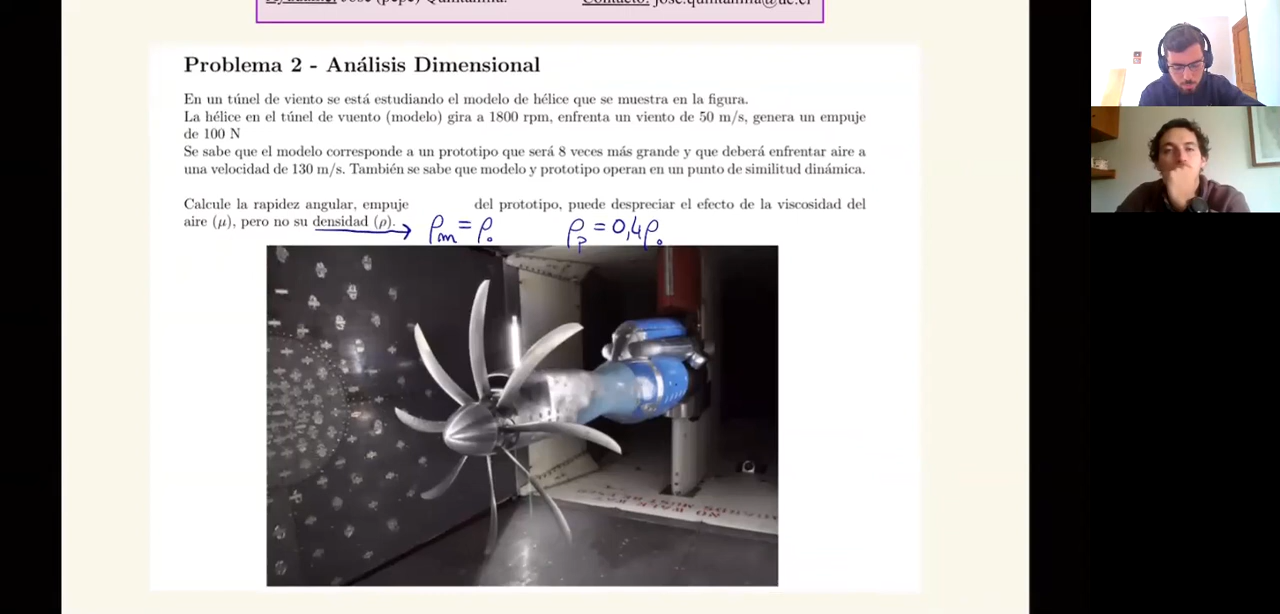 Problema 2 - Análisis Dimensional
En un túnel de viento se está estudiando el modelo de hélice que se muestra en la figura.
La hélice en el túnel de vuento (modelo) gira a 1800 rpm, enfrenta un viento de 50 m/s, genera un empuje
de 100 N
Se sabe que el modelo corresponde a un prototipo que será 8 veces más grande y que deberá enfrentar aire a
una velocidad de 130 m/s. También se sabe que modelo y prototipo operan en un punto de similitud dinámica.
Calcule la rapidez angular, empuje del prototipo, puede despreciar el efecto de la viscosidad del
aire (μ), pero no su densidad (ρ). → ρm = ρ₀ ρp = 0,4ρ₀
NO WALK